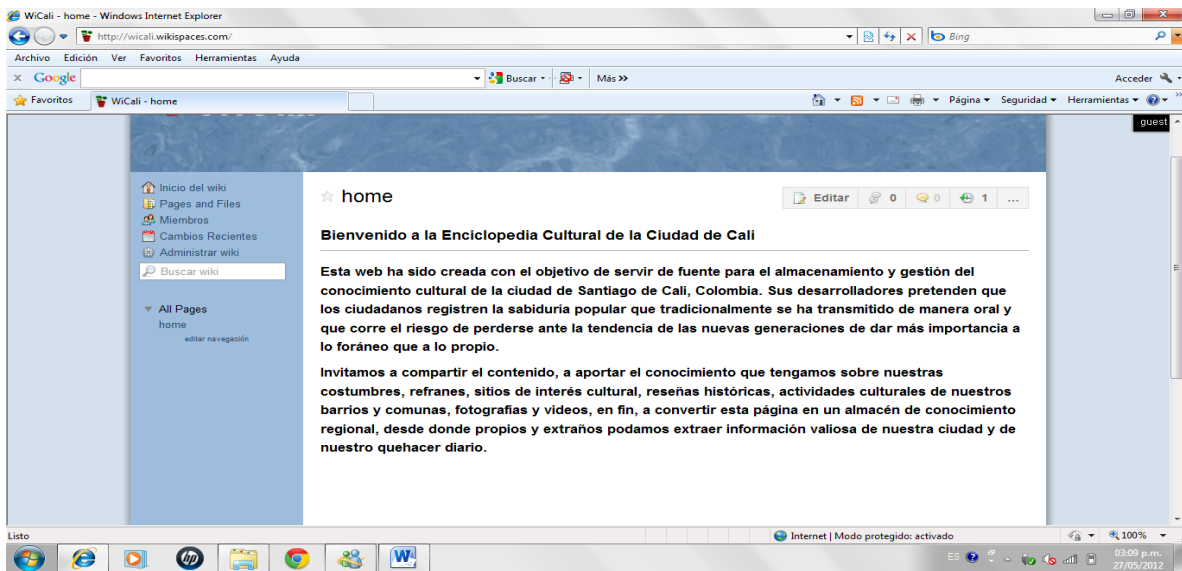 WiCali - home - Windows Internet Explorer
http://wicali.wikispaces.com/
Bing
Archivo Edición Ver Favoritos Herramientas Ayuda
x Google Buscar Más >> Acceder
Favoritos WiCali - home Página Seguridad Herramientas
guest
Inicio del wiki
Pages and Files
Miembros
Cambios Recientes
Administrar wiki
Buscar wiki
All Pages
home
editar navegación
home
Editar 0 0 1 ...
Bienvenido a la Enciclopedia Cultural de la Ciudad de Cali
Esta web ha sido creada con el objetivo de servir de fuente para el almacenamiento y gestión del
conocimiento cultural de la ciudad de Santiago de Cali, Colombia. Sus desarrolladores pretenden que
los ciudadanos registren la sabiduría popular que tradicionalmente se ha transmitido de manera oral y
que corre el riesgo de perderse ante la tendencia de las nuevas generaciones de dar más importancia a
lo foráneo que a lo propio.
Invitamos a compartir el contenido, a aportar el conocimiento que tengamos sobre nuestras
costumbres, refranes, sitios de interés cultural, reseñas históricas, actividades culturales de nuestros
barrios y comunas, fotografías y videos, en fin, a convertir esta página en un almacén de conocimiento
regional, desde donde propios y extraños podamos extraer información valiosa de nuestra ciudad y de
nuestro quehacer diario.
Listo Internet | Modo protegido: activado 100%
hp W ES 03:09 p.m.
27/05/2012